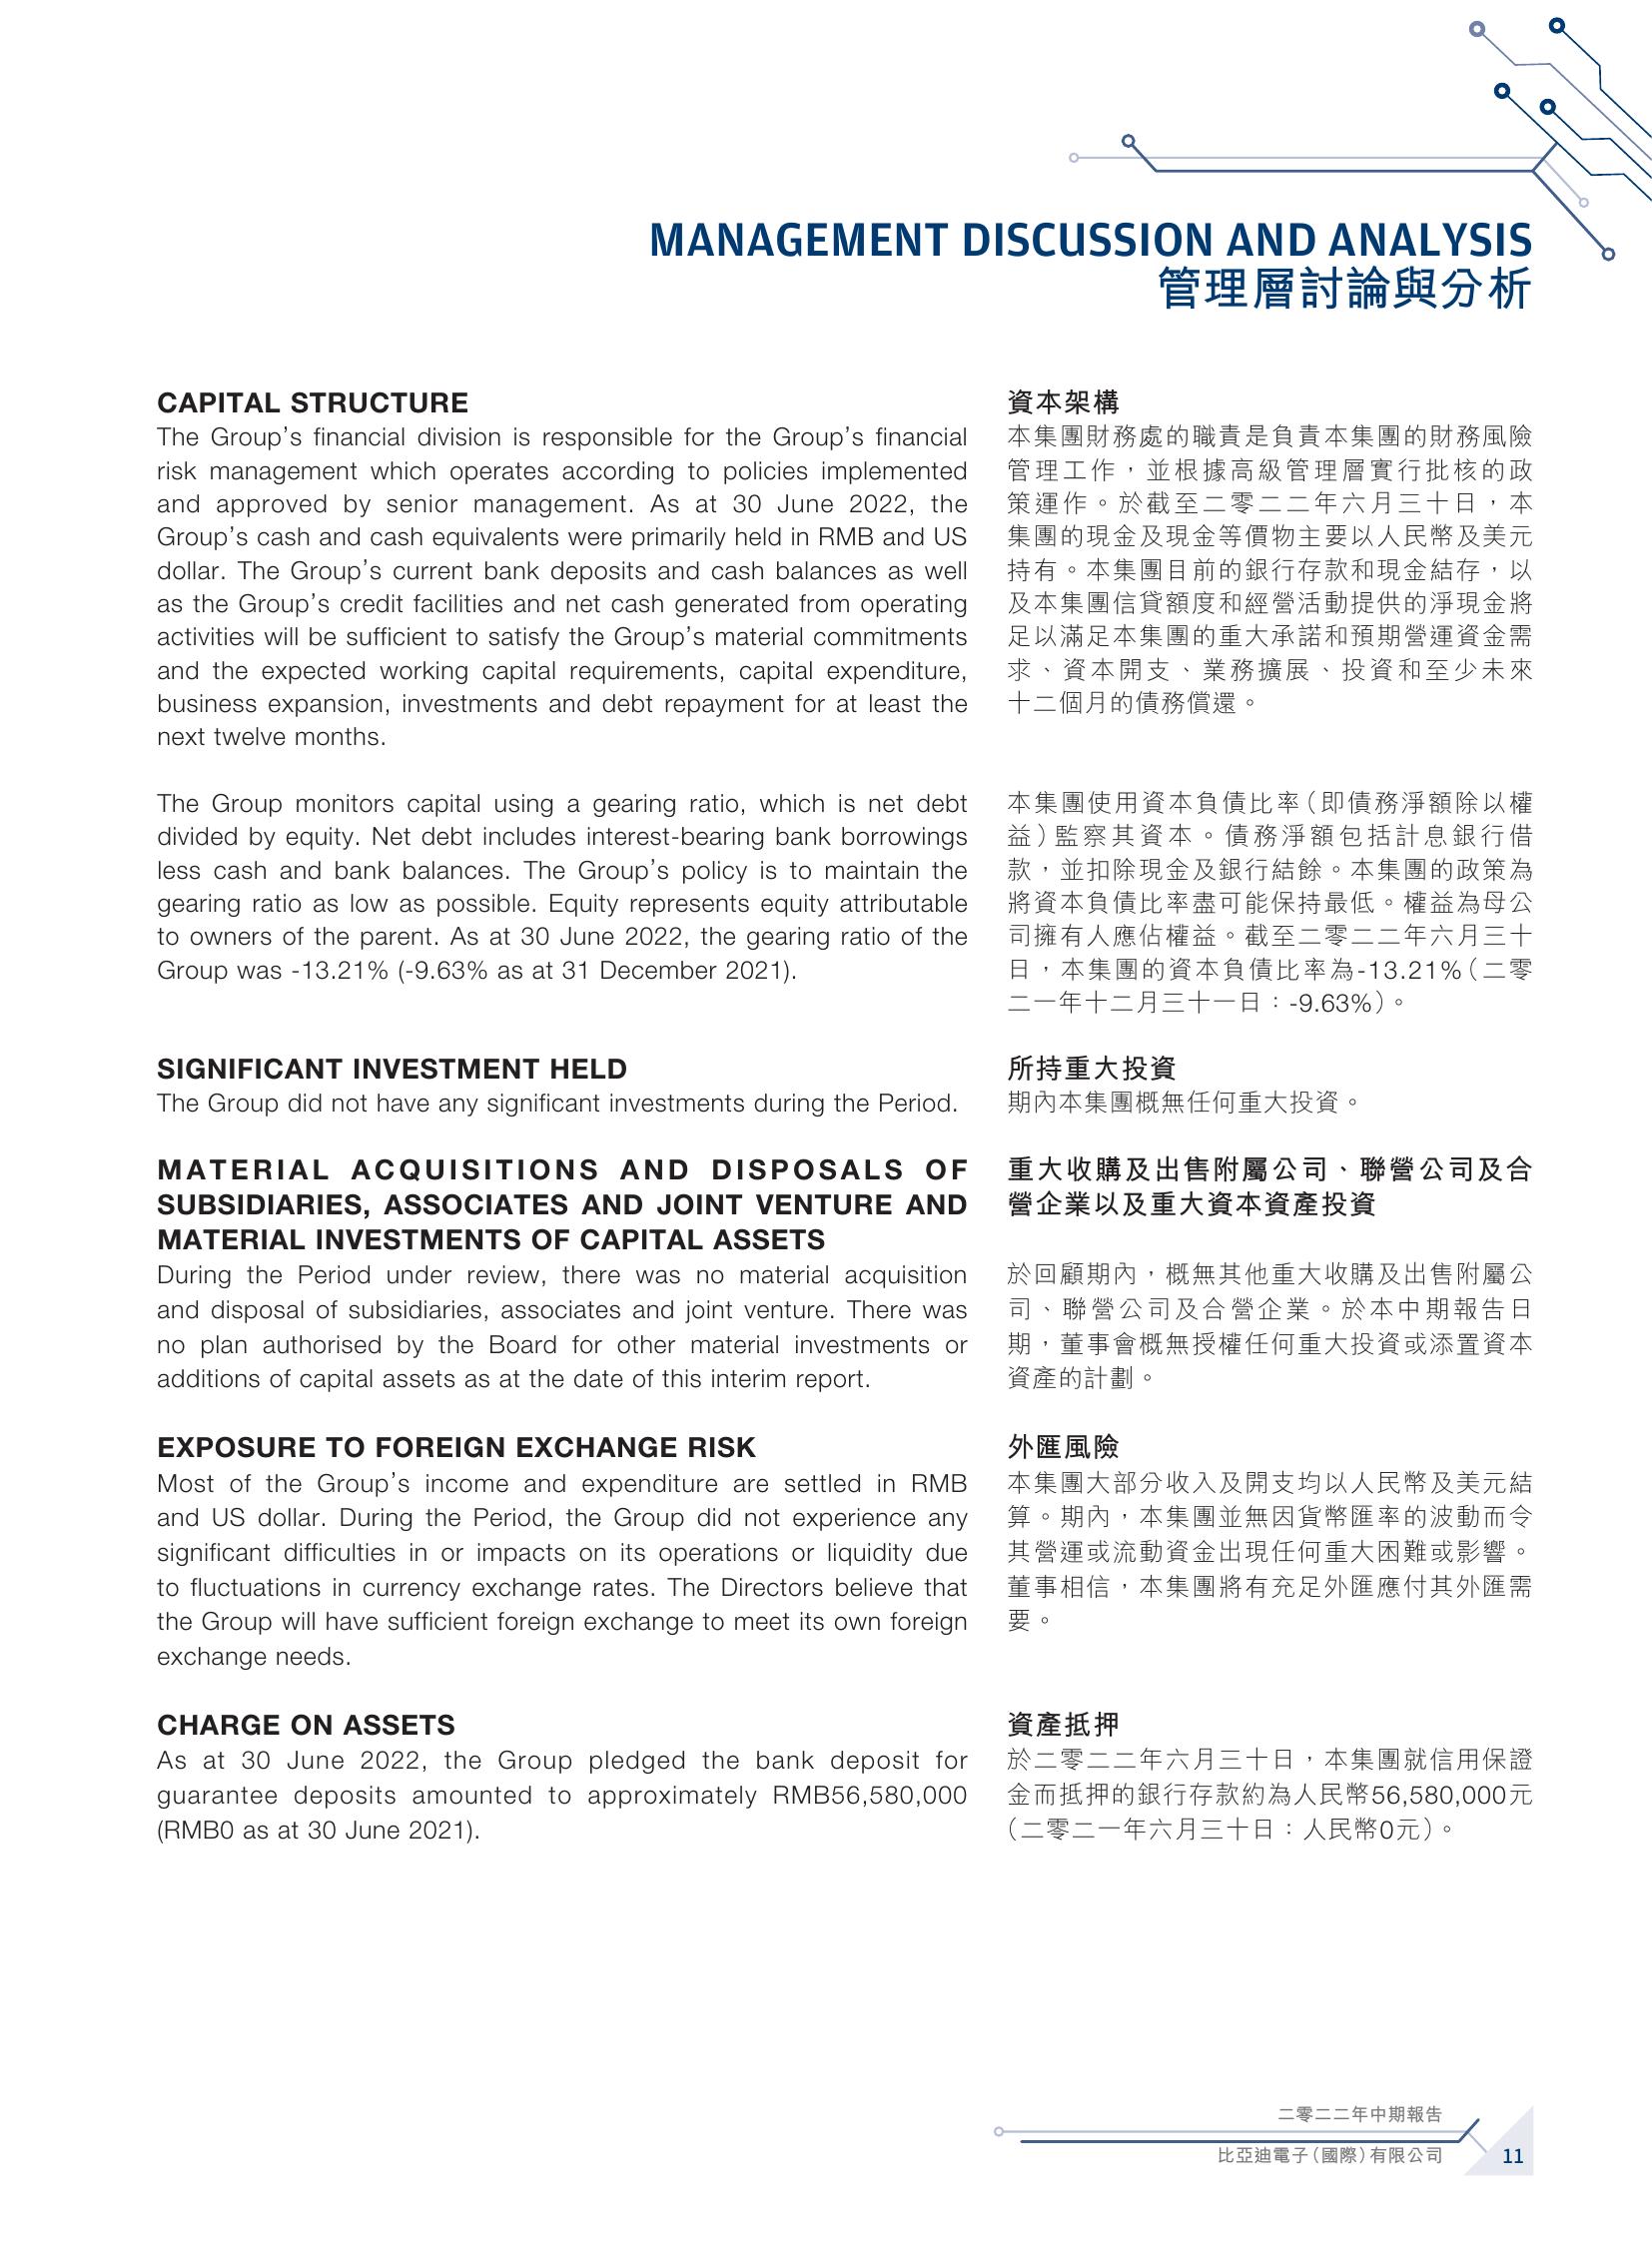 MANAGEMENT DISCUSSION AND ANALYSIS
管理層討論與分析
CAPITAL STRUCTURE
The Group's financial division is responsible for the Group's financial
risk management which operates according to policies implemented
and approved by senior management. As at 30 June 2022, the
Group's cash and cash equivalents were primarily held in RMB and US
dollar. The Group's current bank deposits and cash balances as well
as the Group's credit facilities and net cash generated from operating
activities will be sufficient to satisfy the Group's material commitments
and the expected working capital requirements, capital expenditure,
business expansion, investments and debt repayment for at least the
next twelve months.
資本架構
本集團財務處的職責是負責本集團的財務風險
管理工作，並根據高級管理層實行批核的政
策運作。於截至二零二二年六月三十日，本
集團的現金及現金等價物主要以人民幣及美元
持有。本集團目前的銀行存款和現金結存，以
及本集團信貸額度和經營活動提供的淨現金將
足以滿足本集團的重大承諾和預期營運資金需
求、資本開支、業務擴展、投資和至少未來
十二個月的債務償還。
The Group monitors capital using a gearing ratio, which is net debt
divided by equity. Net debt includes interest-bearing bank borrowings
less cash and bank balances. The Group's policy is to maintain the
gearing ratio as low as possible. Equity represents equity attributable
to owners of the parent. As at 30 June 2022, the gearing ratio of the
Group was -13.21% (-9.63% as at 31 December 2021).
本集團使用資本負債比率（即債務淨額除以權
益）監察其資本。債務淨額包括計息銀行借
款，並扣除現金及銀行結餘。本集團的政策為
將資本負債比率盡可能保持最低。權益為母公
司擁有人應佔權益。截至二零二二年六月三十
日，本集團的資本負債比率為-13.21%（二零
二一年十二月三十一日：-9.63%）。
SIGNIFICANT INVESTMENT HELD
The Group did not have any significant investments during the Period.
所持重大投資
期內本集團概無任何重大投資。
MATERIAL ACQUISITIONS AND DISPOSALS OF
SUBSIDIARIES, ASSOCIATES AND JOINT VENTURE AND
MATERIAL INVESTMENTS OF CAPITAL ASSETS
During the Period under review, there was no material acquisition
and disposal of subsidiaries, associates and joint venture. There was
no plan authorised by the Board for other material investments or
additions of capital assets as at the date of this interim report.
重大收購及出售附屬公司、聯營公司及合
營企業以及重大資本資產投資
於回顧期內，概無其他重大收購及出售附屬公
司、聯營公司及合營企業。於本中期報告日
期，董事會概無授權任何重大投資或添置資本
資產的計劃。
EXPOSURE TO FOREIGN EXCHANGE RISK
Most of the Group's income and expenditure are settled in RMB
and US dollar. During the Period, the Group did not experience any
significant difficulties in or impacts on its operations or liquidity due
to fluctuations in currency exchange rates. The Directors believe that
the Group will have sufficient foreign exchange to meet its own foreign
exchange needs.
外匯風險
本集團大部分收入及開支均以人民幣及美元結
算。期內，本集團並無因貨幣匯率的波動而令
其營運或流動資金出現任何重大困難或影響。
董事相信，本集團將有充足外匯應付其外匯需
要。
CHARGE ON ASSETS
As at 30 June 2022, the Group pledged the bank deposit for
guarantee deposits amounted to approximately RMB56,580,000
(RMB0 as at 30 June 2021).
資產抵押
於二零二二年六月三十日，本集團就信用保證
金而抵押的銀行存款約為人民幣56,580,000元
（二零二一年六月三十日：人民幣0元）。
二零二二年中期報告
比亞迪電子（國際）有限公司
11